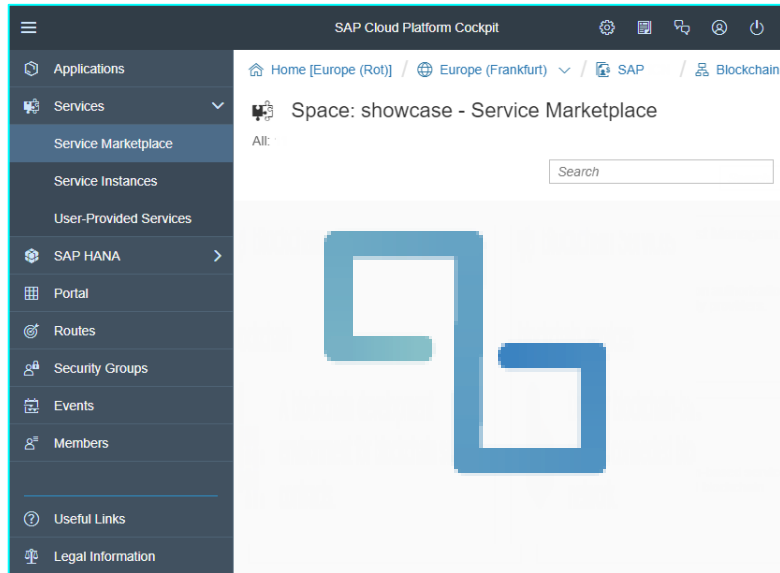 SAP Cloud Platform Cockpit
Applications
Services
Service Marketplace
Service Instances
User-Provided Services
SAP HANA
Portal
Routes
Security Groups
Events
Members
Useful Links
Legal Information
Home [Europe (Rot)] / Europe (Frankfurt) / SAP / Blockchain
Space: showcase - Service Marketplace
All:
Search